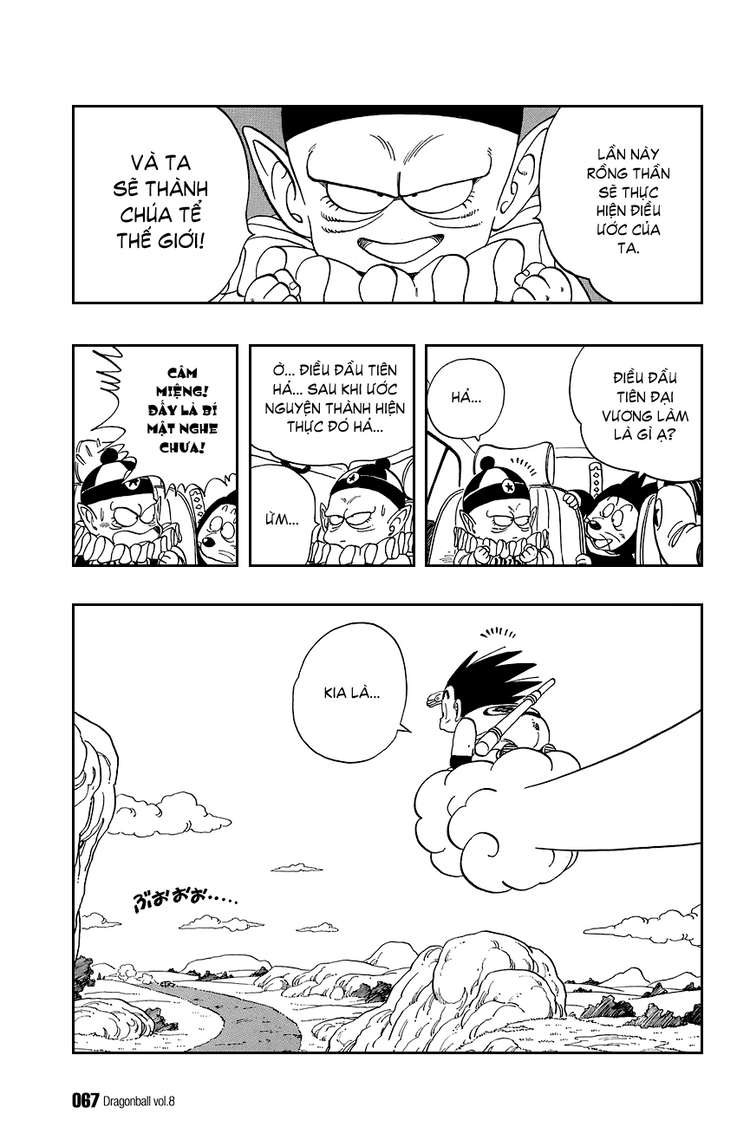 LẦN NÀY
RỒNG THẦN
SẼ THỰC
HIỆN ĐIỀU
ƯỚC CỦA
TA.
VÀ TA
SẼ THÀNH
CHÚA TỂ
THẾ GIỚI!
ĐIỀU ĐẦU
TIÊN ĐẠI
VƯƠNG LÀM
LÀ GÌ Ạ?
HẢ...
Ờ... ĐIỀU ĐẦU TIÊN
HẢ... SAU KHI ƯỚC
NGUYỆN THÀNH HIỆN
THỰC ĐÓ HẢ...
ỪM...
CÂM
MIỆNG!
ĐẤY LÀ BÍ
MẬT NGHE
CHƯA!
KIA LÀ...
ぶおおお.....
067 Dragonball vol.8